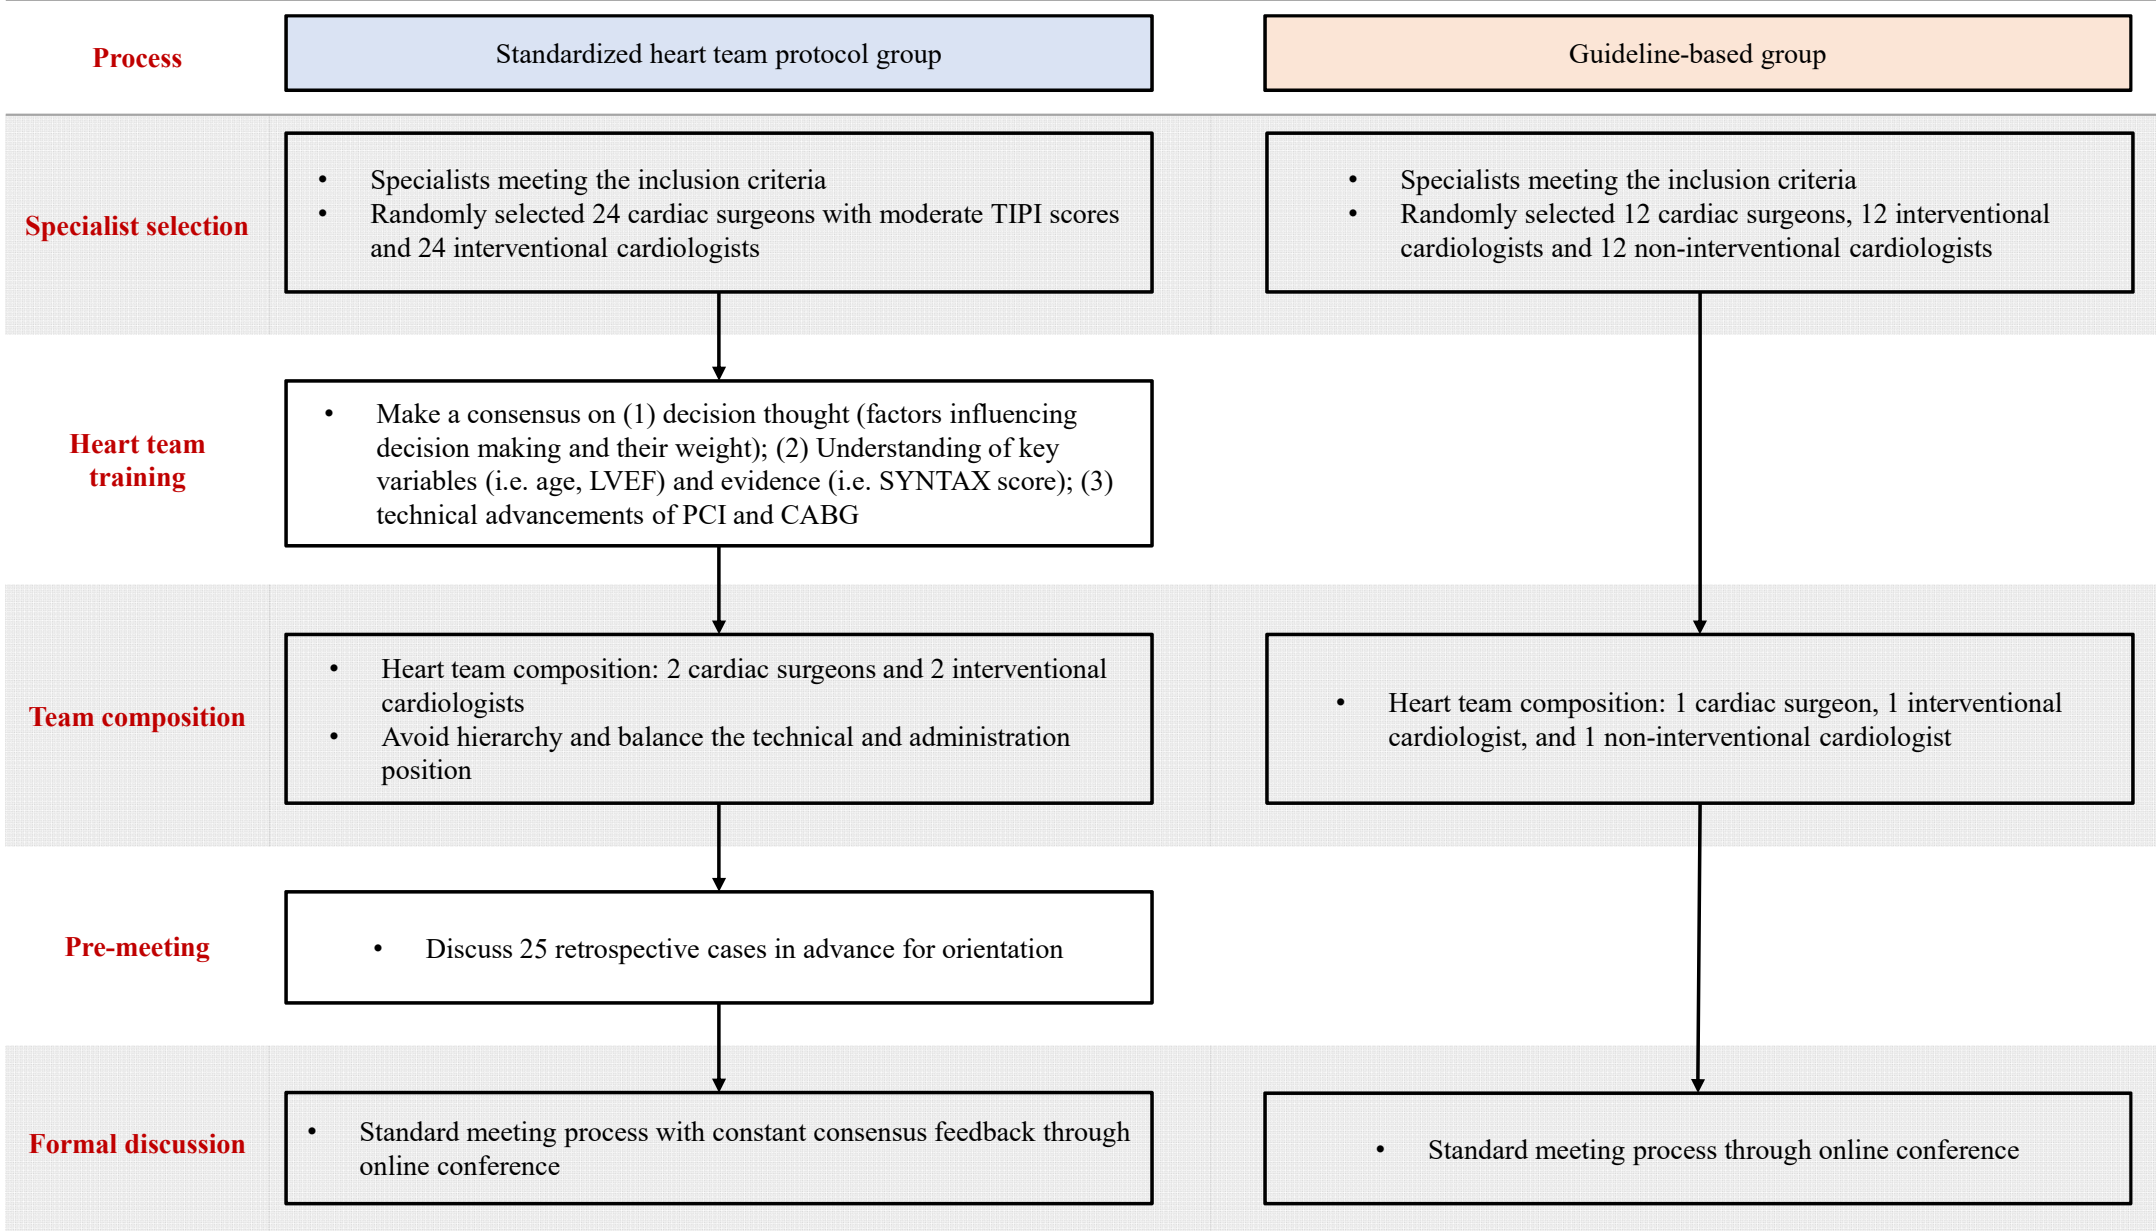 Process
Standardized heart team protocol group
Guideline-based group
Specialist selection
• Specialists meeting the inclusion criteria
• Randomly selected 24 cardiac surgeons with moderate TIPI scores
and 24 interventional cardiologists
• Specialists meeting the inclusion criteria
• Randomly selected 12 cardiac surgeons, 12 interventional
cardiologists and 12 non-interventional cardiologists
Heart team
training
• Make a consensus on (1) decision thought (factors influencing
decision making and their weight); (2) Understanding of key
variables (i.e. age, LVEF) and evidence (i.e. SYNTAX score); (3)
technical advancements of PCI and CABG
Team composition
• Heart team composition: 2 cardiac surgeons and 2 interventional
cardiologists
• Avoid hierarchy and balance the technical and administration
position
• Heart team composition: 1 cardiac surgeon, 1 interventional
cardiologist, and 1 non-interventional cardiologist
Pre-meeting
• Discuss 25 retrospective cases in advance for orientation
Formal discussion
• Standard meeting process with constant consensus feedback through
online conference
• Standard meeting process through online conference